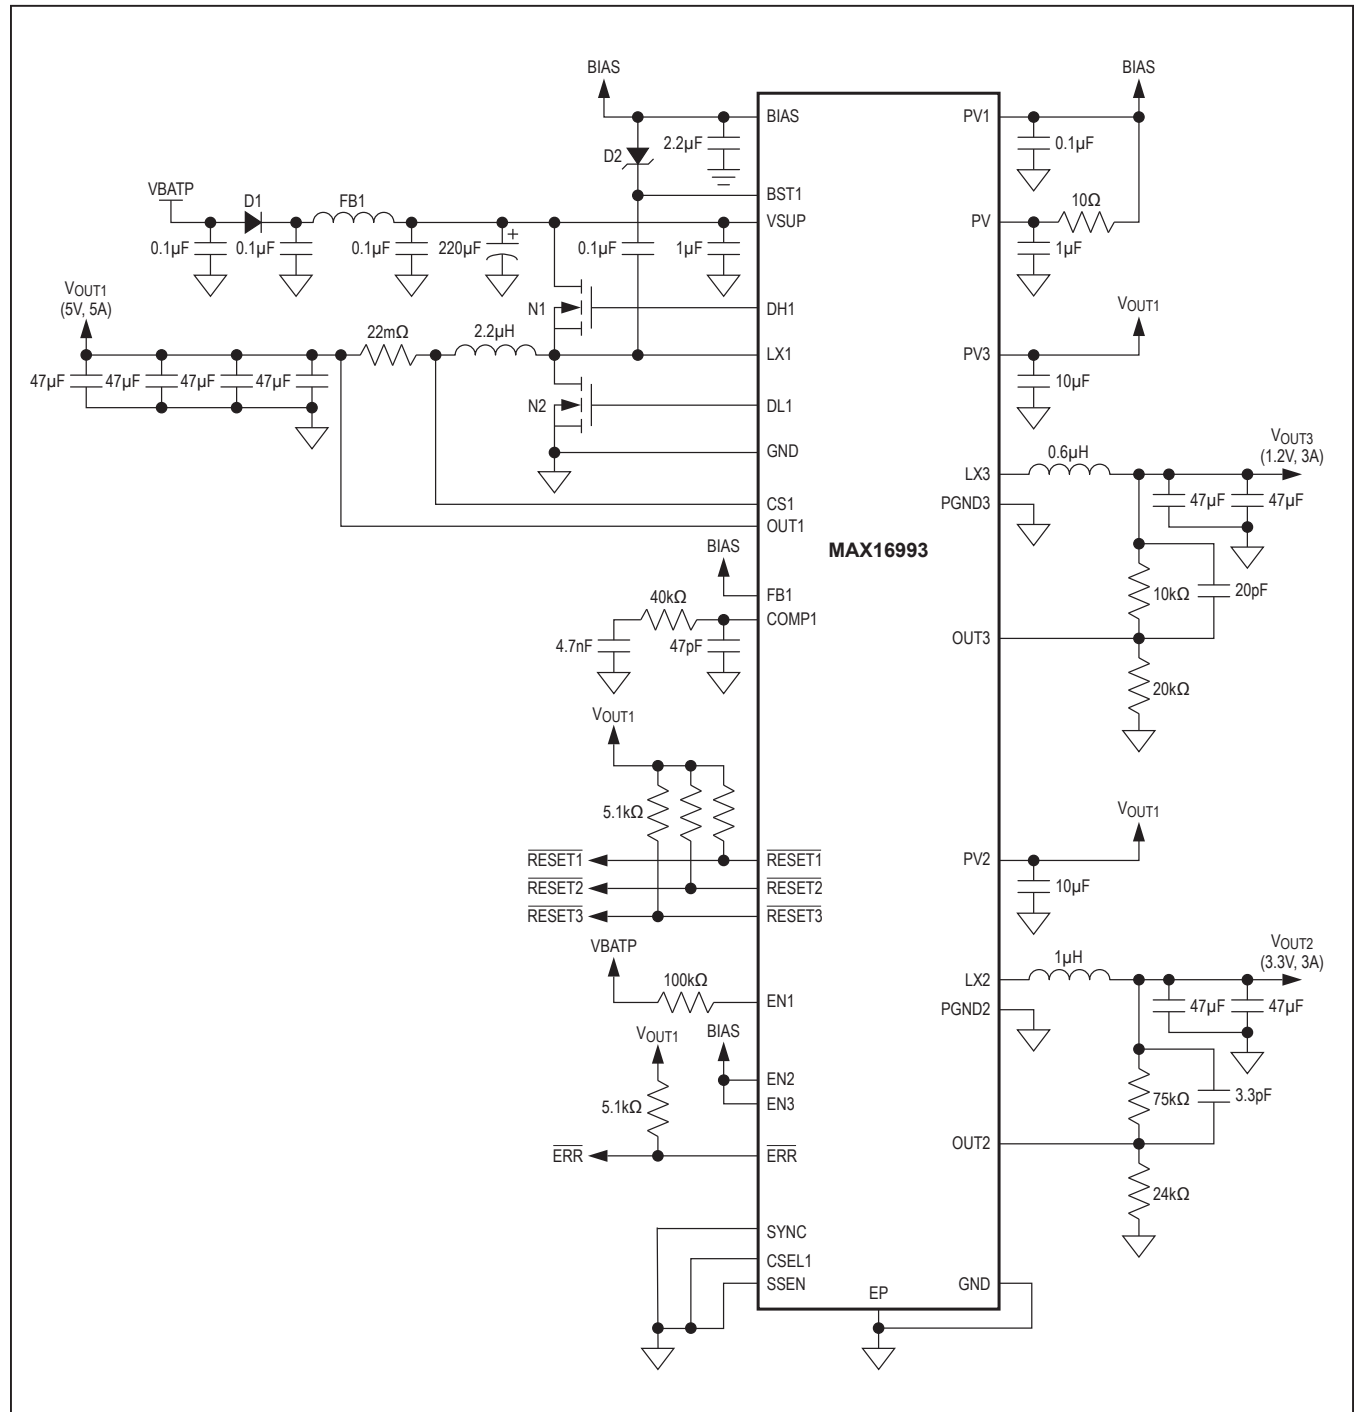 BIAS
BIAS
BIAS
PV1
2.2µF
0.1µF
D2
VBATP
D1
FB1
BST1
10Ω
VSUP
PV
0.1µF
0.1µF
0.1µF
220µF
+
0.1µF
1µF
1µF
VOUT1
(5V, 5A)
VOUT1
N1
DH1
22mΩ
2.2µH
LX1
PV3
47µF
47µF
47µF
47µF
10µF
N2
DL1
GND
VOUT3
(1.2V, 3A)
0.6µH
LX3
CS1
PGND3
47µF
47µF
OUT1
BIAS
MAX16993
FB1
40kΩ
10kΩ
20pF
COMP1
4.7nF
47pF
OUT3
20kΩ
VOUT1
5.1kΩ
VOUT1
RESET1
RESET1
PV2
RESET2
RESET2
10µF
RESET3
RESET3
VBATP
VOUT2
(3.3V, 3A)
1µH
100kΩ
EN1
LX2
PGND2
47µF
47µF
VOUT1
BIAS
EN2
5.1kΩ
EN3
75kΩ
3.3pF
ERR
ERR
OUT2
24kΩ
SYNC
CSEL1
SSEN
EP
GND